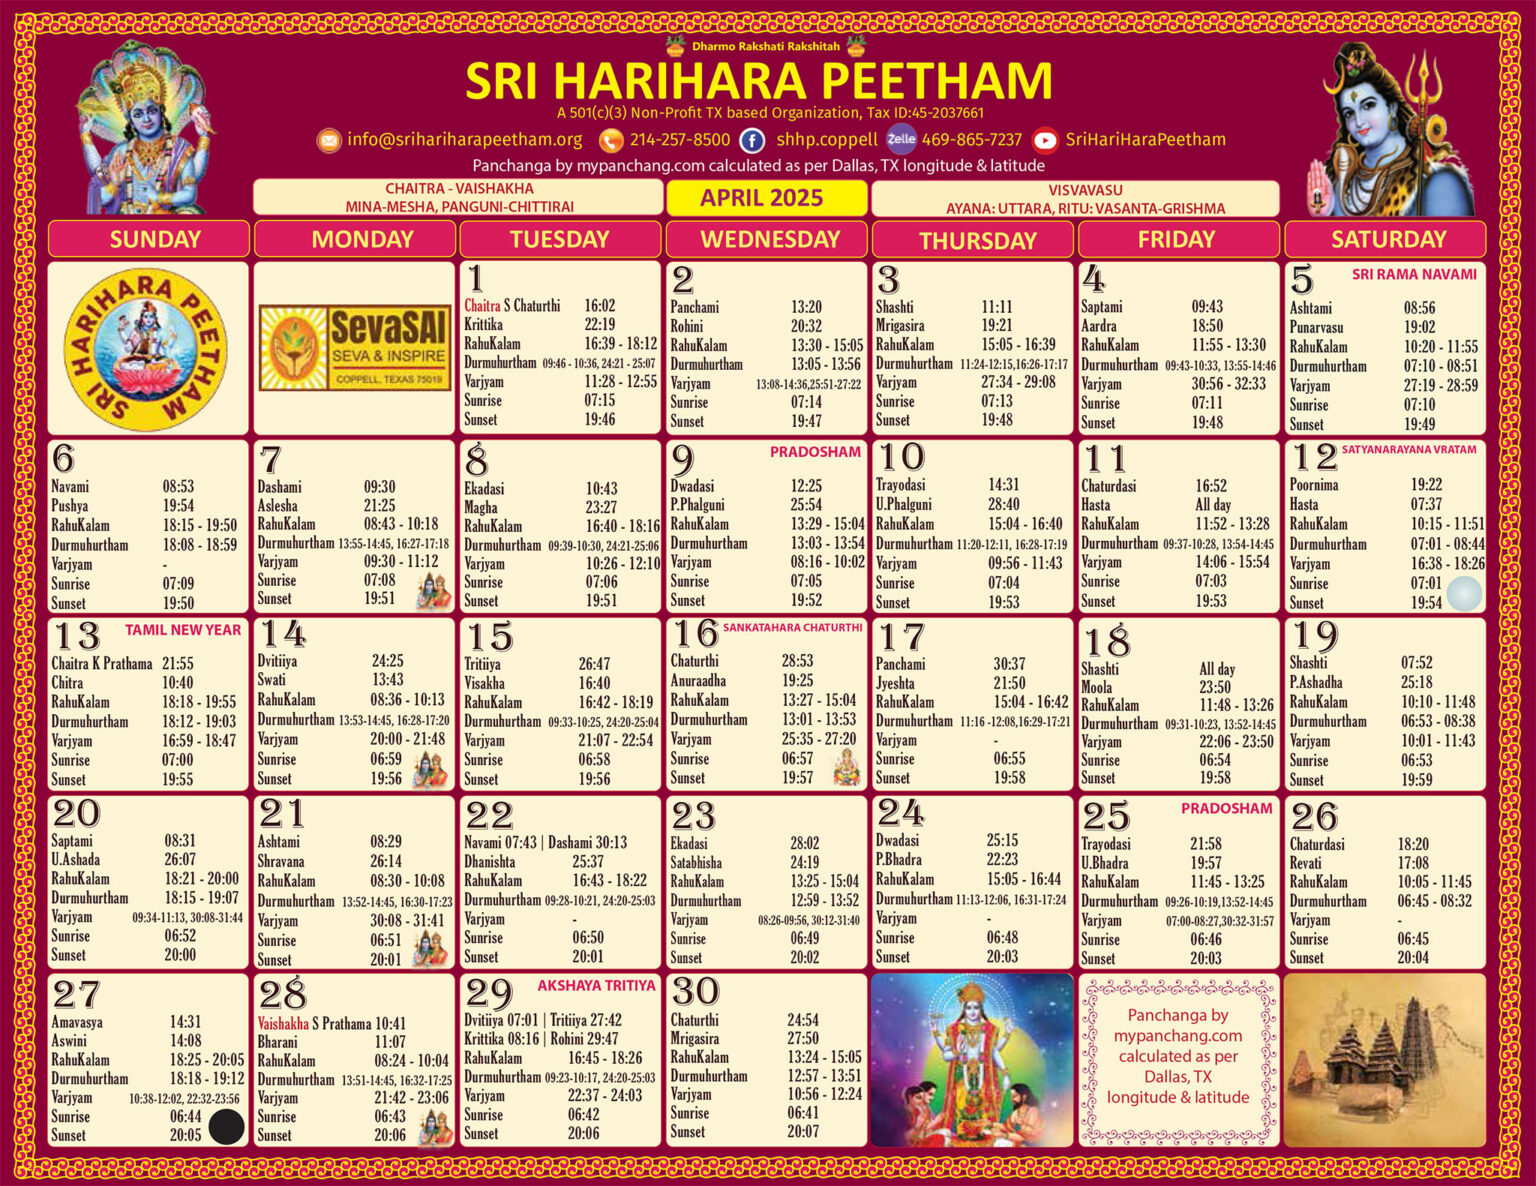 Dharmo Rakshati Rakshitah
SRI HARIHARA PEETHAM
A 501(c)(3) Non-Profit TX based Organization, Tax ID:45-2037661
info@srihariharapeetham.org 214-257-8500 shhp.coppell Zelle 469-865-7237 SriHariHaraPeetham
Panchanga by mypanchang.com calculated as per Dallas, TX longitude & latitude
CHAITRA - VAISHAKHA
MINA-MESHA, PANGUNI-CHITTIRAI
APRIL 2025
VISVAVASU
AYANA: UTTARA, RITU: VASANTA-GRISHMA
SUNDAY MONDAY TUESDAY WEDNESDAY THURSDAY FRIDAY SATURDAY
SRI HARIHARA PEETHAM
SevaSAI
SEVA & INSPIRE
COPPELL, TEXAS 75019
1
Chaitra S Chaturthi 16:02
Krittika 22:19
RahuKalam 16:39 - 18:12
Durmuhurtham 09:46 - 10:36, 24:21 - 25:07
Varjyam 11:28 - 12:55
Sunrise 07:15
Sunset 19:46
2
Panchami 13:20
Rohini 20:32
RahuKalam 13:30 - 15:05
Durmuhurtham 13:05 - 13:56
Varjyam 13:08-14:36,25:51-27:22
Sunrise 07:14
Sunset 19:47
3
Shashti 11:11
Mrigasira 19:21
RahuKalam 15:05 - 16:39
Durmuhurtham 11:24-12:15,16:26-17:17
Varjyam 27:34 - 29:08
Sunrise 07:13
Sunset 19:48
4
Saptami 09:43
Aardra 18:50
RahuKalam 11:55 - 13:30
Durmuhurtham 09:43-10:33, 13:55-14:46
Varjyam 30:56 - 32:33
Sunrise 07:11
Sunset 19:48
5 SRI RAMA NAVAMI
Ashtami 08:56
Punarvasu 19:02
RahuKalam 10:20 - 11:55
Durmuhurtham 07:10 - 08:51
Varjyam 27:19 - 28:59
Sunrise 07:10
Sunset 19:49
6
Navami 08:53
Pushya 19:54
RahuKalam 18:15 - 19:50
Durmuhurtham 18:08 - 18:59
Varjyam -
Sunrise 07:09
Sunset 19:50
7
Dashami 09:30
Aslesha 21:25
RahuKalam 08:43 - 10:18
Durmuhurtham 13:55-14:45, 16:27-17:18
Varjyam 09:30 - 11:12
Sunrise 07:08
Sunset 19:51
8
Ekadasi 10:43
Magha 23:27
RahuKalam 16:40 - 18:16
Durmuhurtham 09:39-10:30, 24:21-25:06
Varjyam 10:26 - 12:10
Sunrise 07:06
Sunset 19:51
9 PRADOSHAM
Dwadasi 12:25
P.Phalguni 25:54
RahuKalam 13:29 - 15:04
Durmuhurtham 13:03 - 13:54
Varjyam 08:16 - 10:02
Sunrise 07:05
Sunset 19:52
10
Trayodasi 14:31
U.Phalguni 28:40
RahuKalam 15:04 - 16:40
Durmuhurtham 11:20-12:11, 16:28-17:19
Varjyam 09:56 - 11:43
Sunrise 07:04
Sunset 19:53
11
Chaturdasi 16:52
Hasta All day
RahuKalam 11:52 - 13:28
Durmuhurtham 09:37-10:28, 13:54-14:45
Varjyam 14:06 - 15:54
Sunrise 07:03
Sunset 19:53
12 SATYANARAYANA VRATAM
Poornima 19:22
Hasta 07:37
RahuKalam 10:15 - 11:51
Durmuhurtham 07:01 - 08:44
Varjyam 16:38 - 18:26
Sunrise 07:01
Sunset 19:54
13 TAMIL NEW YEAR
Chaitra K Prathama 21:55
Chitra 10:40
RahuKalam 18:18 - 19:55
Durmuhurtham 18:12 - 19:03
Varjyam 16:59 - 18:47
Sunrise 07:00
Sunset 19:55
14
Dvitiiya 24:25
Swati 13:43
RahuKalam 08:36 - 10:13
Durmuhurtham 13:53-14:45, 16:28-17:20
Varjyam 20:00 - 21:48
Sunrise 06:59
Sunset 19:56
15
Tritiiya 26:47
Visakha 16:40
RahuKalam 16:42 - 18:19
Durmuhurtham 09:33-10:25, 24:20-25:04
Varjyam 21:07 - 22:54
Sunrise 06:58
Sunset 19:56
16 SANKATAHARA CHATURTHI
Chaturthi 28:53
Anuraadha 19:25
RahuKalam 13:27 - 15:04
Durmuhurtham 13:01 - 13:53
Varjyam 25:35 - 27:20
Sunrise 06:57
Sunset 19:57
17
Panchami 30:37
Jyeshta 21:50
RahuKalam 15:04 - 16:42
Durmuhurtham 11:16 -12:08,16:29-17:21
Varjyam -
Sunrise 06:55
Sunset 19:58
18
Shashti All day
Moola 23:50
RahuKalam 11:48 - 13:26
Durmuhurtham 09:31-10:23, 13:52-14:45
Varjyam 22:06 - 23:50
Sunrise 06:54
Sunset 19:58
19
Shashti 07:52
P.Ashadha 25:18
RahuKalam 10:10 - 11:48
Durmuhurtham 06:53 - 08:38
Varjyam 10:01 - 11:43
Sunrise 06:53
Sunset 19:59
20
Saptami 08:31
U.Ashada 26:07
RahuKalam 18:21 - 20:00
Durmuhurtham 18:15 - 19:07
Varjyam 09:34-11:13, 30:08-31:44
Sunrise 06:52
Sunset 20:00
21
Ashtami 08:29
Shravana 26:14
RahuKalam 08:30 - 10:08
Durmuhurtham 13:52-14:45, 16:30-17:23
Varjyam 30:08 - 31:41
Sunrise 06:51
Sunset 20:01
22
Navami 07:43 | Dashami 30:13
Dhanishta 25:37
RahuKalam 16:43 - 18:22
Durmuhurtham 09:28-10:21, 24:20-25:03
Varjyam -
Sunrise 06:50
Sunset 20:01
23
Ekadasi 28:02
Satabhisha 24:19
RahuKalam 13:25 - 15:04
Durmuhurtham 12:59 - 13:52
Varjyam 08:26-09:56, 30:12-31:40
Sunrise 06:49
Sunset 20:02
24
Dwadasi 25:15
P.Bhadra 22:23
RahuKalam 15:05 - 16:44
Durmuhurtham 11:13-12:06, 16:31-17:24
Varjyam -
Sunrise 06:48
Sunset 20:03
25 PRADOSHAM
Trayodasi 21:58
U.Bhadra 19:57
RahuKalam 11:45 - 13:25
Durmuhurtham 09:26-10:19,13:52-14:45
Varjyam 07:00-08:27,30:32-31:57
Sunrise 06:46
Sunset 20:03
26
Chaturdasi 18:20
Revati 17:08
RahuKalam 10:05 - 11:45
Durmuhurtham 06:45 - 08:32
Varjyam -
Sunrise 06:45
Sunset 20:04
27
Amavasya 14:31
Aswini 14:08
RahuKalam 18:25 - 20:05
Durmuhurtham 18:18 - 19:12
Varjyam 10:38-12:02, 22:32-23:56
Sunrise 06:44
Sunset 20:05
28
Vaishakha S Prathama 10:41
Bharani 11:07
RahuKalam 08:24 - 10:04
Durmuhurtham 13:51-14:45, 16:32-17:25
Varjyam 21:42 - 23:06
Sunrise 06:43
Sunset 20:06
29 AKSHAYA TRITIYA
Dvitiiya 07:01 | Tritiiya 27:42
Krittika 08:16 | Rohini 29:47
RahuKalam 16:45 - 18:26
Durmuhurtham 09:23-10:17, 24:20-25:03
Varjyam 22:37 - 24:03
Sunrise 06:42
Sunset 20:06
30
Chaturthi 24:54
Mrigasira 27:50
RahuKalam 13:24 - 15:05
Durmuhurtham 12:57 - 13:51
Varjyam 10:56 - 12:24
Sunrise 06:41
Sunset 20:07
Panchanga by
mypanchang.com
calculated as per
Dallas, TX
longitude & latitude